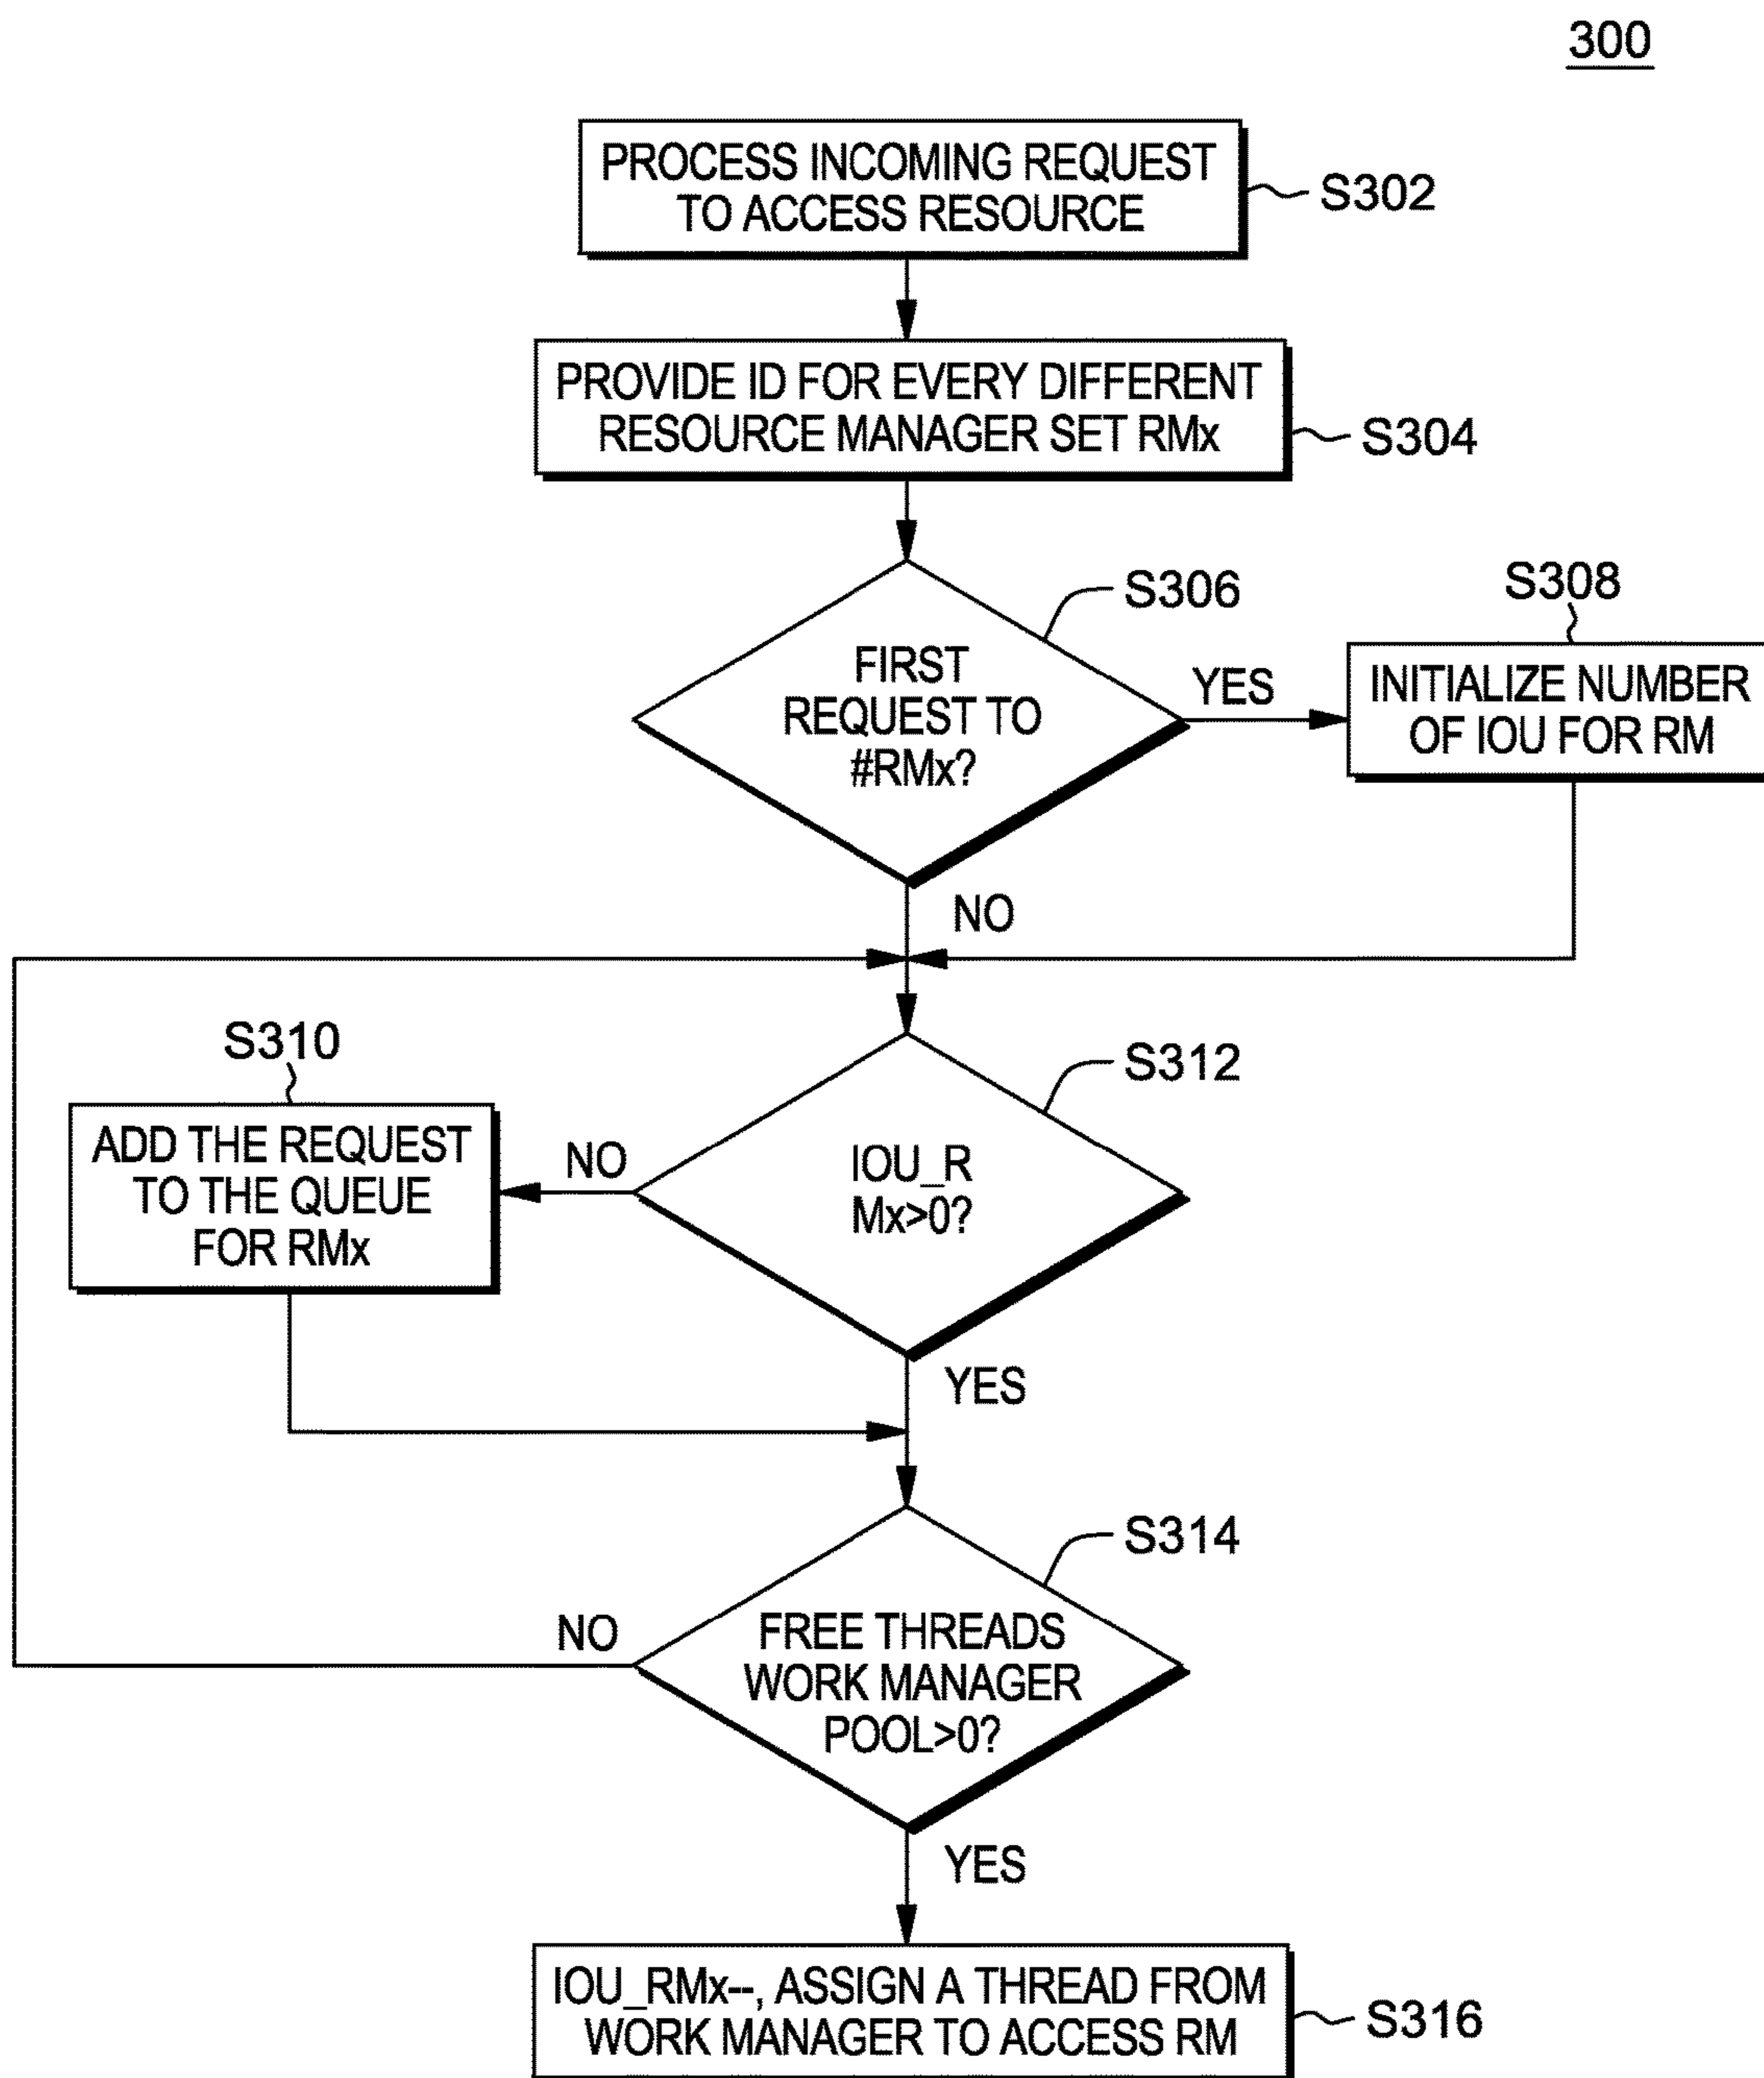 300
PROCESS INCOMING REQUEST
TO ACCESS RESOURCE
S302
PROVIDE ID FOR EVERY DIFFERENT
RESOURCE MANAGER SET RMx
S304
S306
FIRST
REQUEST TO
#RMx?
YES
S308
INITIALIZE NUMBER
OF IOU FOR RM
NO
S310
ADD THE REQUEST
TO THE QUEUE
FOR RMx
NO
S312
IOU_R
Mx>0?
YES
S314
NO
FREE THREADS
WORK MANAGER
POOL>0?
YES
IOU_RMx--, ASSIGN A THREAD FROM
WORK MANAGER TO ACCESS RM
S316